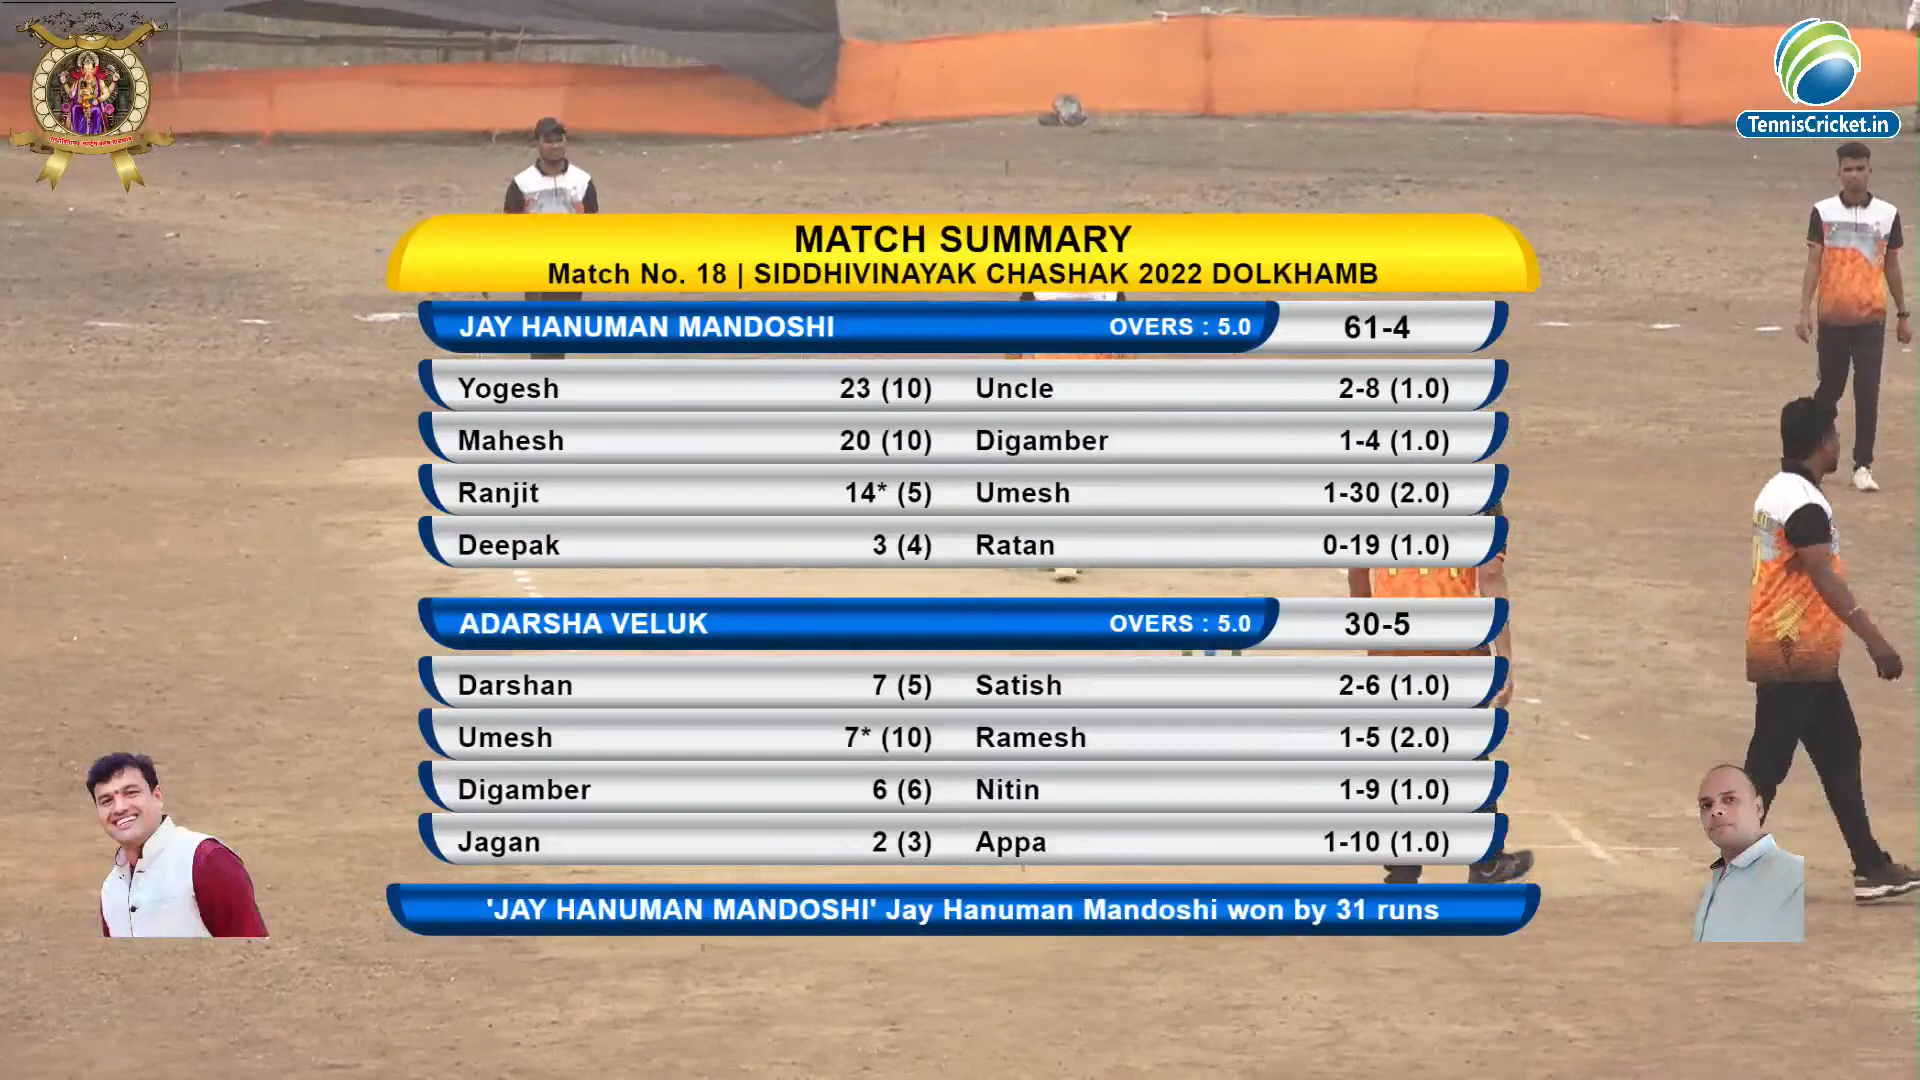 TennisCricket.in
MATCH SUMMARY
Match No. 18 | SIDDHIVINAYAK CHASHAK 2022 DOLKHAMB
JAY HANUMAN MANDOSHI OVERS : 5.0 61-4
Yogesh 23 (10) Uncle 2-8 (1.0)
Mahesh 20 (10) Digamber 1-4 (1.0)
Ranjit 14* (5) Umesh 1-30 (2.0)
Deepak 3 (4) Ratan 0-19 (1.0)
ADARSHA VELUK OVERS : 5.0 30-5
Darshan 7 (5) Satish 2-6 (1.0)
Umesh 7* (10) Ramesh 1-5 (2.0)
Digamber 6 (6) Nitin 1-9 (1.0)
Jagan 2 (3) Appa 1-10 (1.0)
'JAY HANUMAN MANDOSHI' Jay Hanuman Mandoshi won by 31 runs